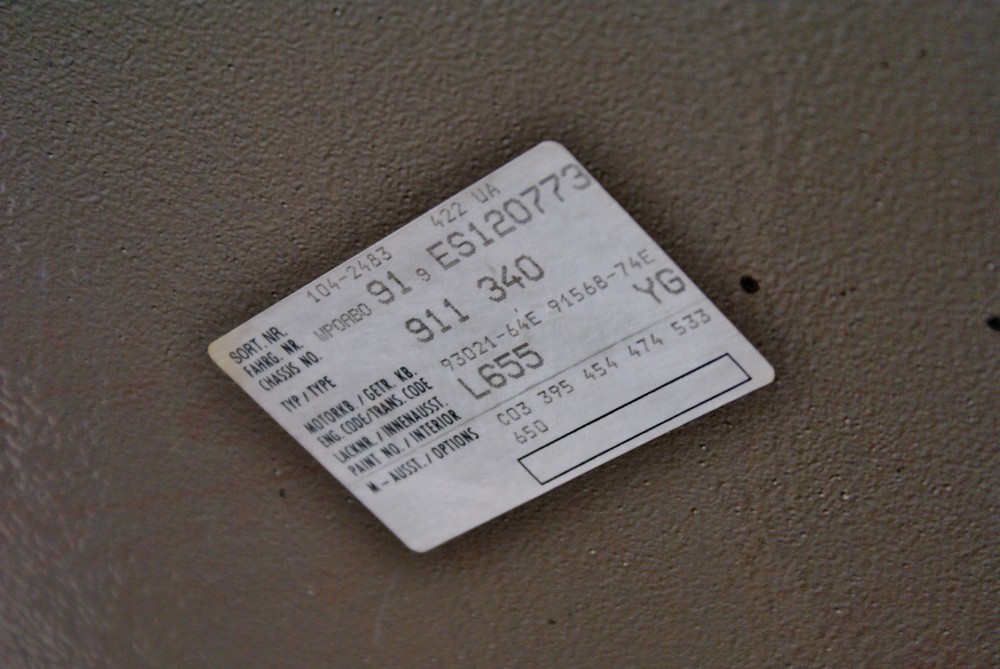 SORT. NR. 104-2483 422 UA
FAHRG. NR. WP0AB0 91 9 ES120773
CHASSIS NO.
TYP / TYPE 911 340
MOTORKB / GETR. KB. 93021-64E 91568-74E
ENG. CODE/TRANS. CODE
LACKNR. / INNENAUSST. L655 YG
PAINT NO. / INTERIOR
M – AUSST. / OPTIONS C03 395 454 474 533
650